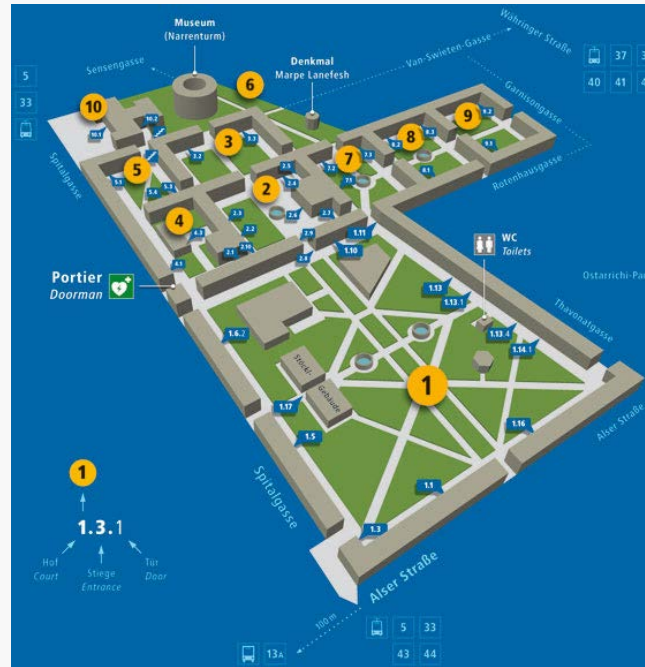 Museum
(Narrenturm)
Denkmal
Marpe Lanefesh
Sensengasse
Van-Swieten-Gasse
Währinger Straße
Garnisongasse
Rotenhausgasse
5
33
37
40
41
6
10
10.1
10.2
3
3.2
5
5.1
5.4
5.3
4
4.3
4.1
2
2.5
2.4
2.3
2.2
2.6
2.7
2.1
2.10
2.9
2.8
7
7.1
7.2
7.3
8
8.1
8.2
8.3
9
9.1
9.2
Spitalgasse
Portier
Doorman
1.11
1.10
WC
Toilets
1.13
1.13.1
1.13.4
1.14.1
Ostarrichi-Pa
Thavonatgasse
1.6.2
Stöckl-
Gebäude
1
1.17
1.5
1.16
1.1
1.3
Alser Straße
Spitalgasse
Alser Straße
1
1.3.1
Hof
Court
Stiege
Entrance
Tür
Door
100 m
13A
5
33
43
44